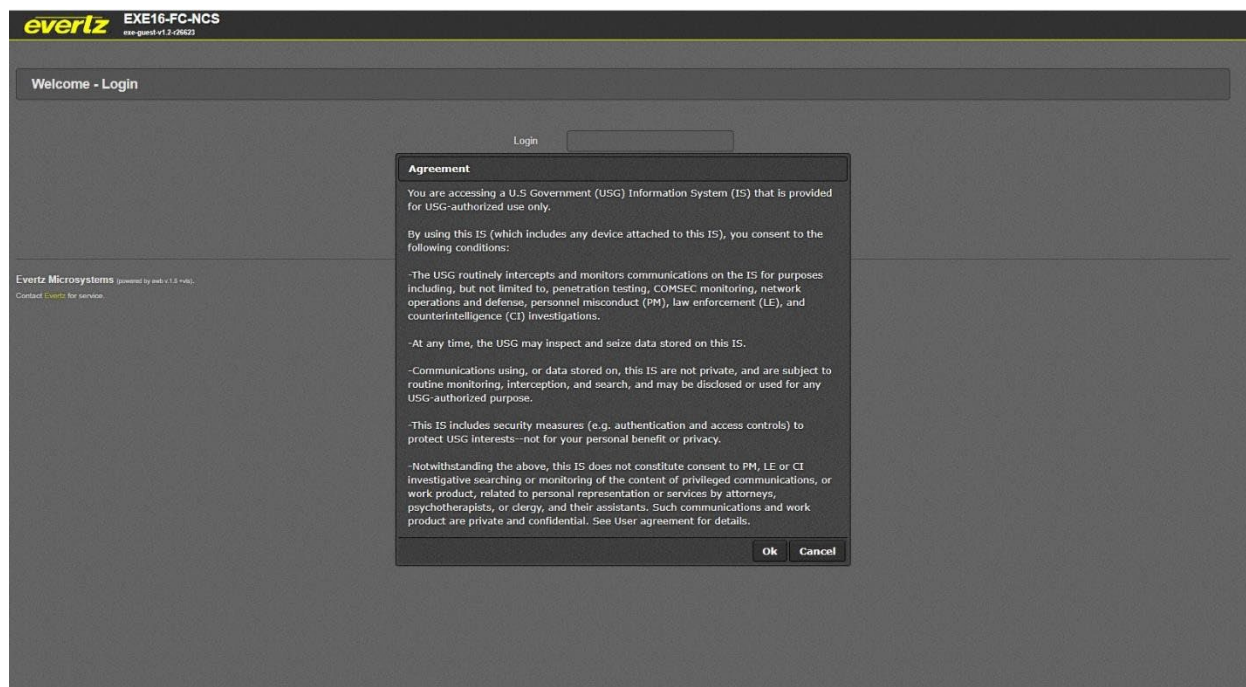 evertz EXE16-FC-NCS
exe-guest-v1.2-r26623
Welcome - Login
Login
Agreement
You are accessing a U.S Government (USG) Information System (IS) that is provided
for USG-authorized use only.
By using this IS (which includes any device attached to this IS), you consent to the
following conditions:
-The USG routinely intercepts and monitors communications on the IS for purposes
including, but not limited to, penetration testing, COMSEC monitoring, network
operations and defense, personnel misconduct (PM), law enforcement (LE), and
counterintelligence (CI) investigations.
-At any time, the USG may inspect and seize data stored on this IS.
-Communications using, or data stored on, this IS are not private, and are subject to
routine monitoring, interception, and search, and may be disclosed or used for any
USG-authorized purpose.
-This IS includes security measures (e.g. authentication and access controls) to
protect USG interests--not for your personal benefit or privacy.
-Notwithstanding the above, this IS does not constitute consent to PM, LE or CI
investigative searching or monitoring of the content of privileged communications, or
work product, related to personal representation or services by attorneys,
psychotherapists, or clergy, and their assistants. Such communications and work
product are private and confidential. See User agreement for details.
Ok Cancel
Evertz Microsystems (powered by
Contact Evertz for service.